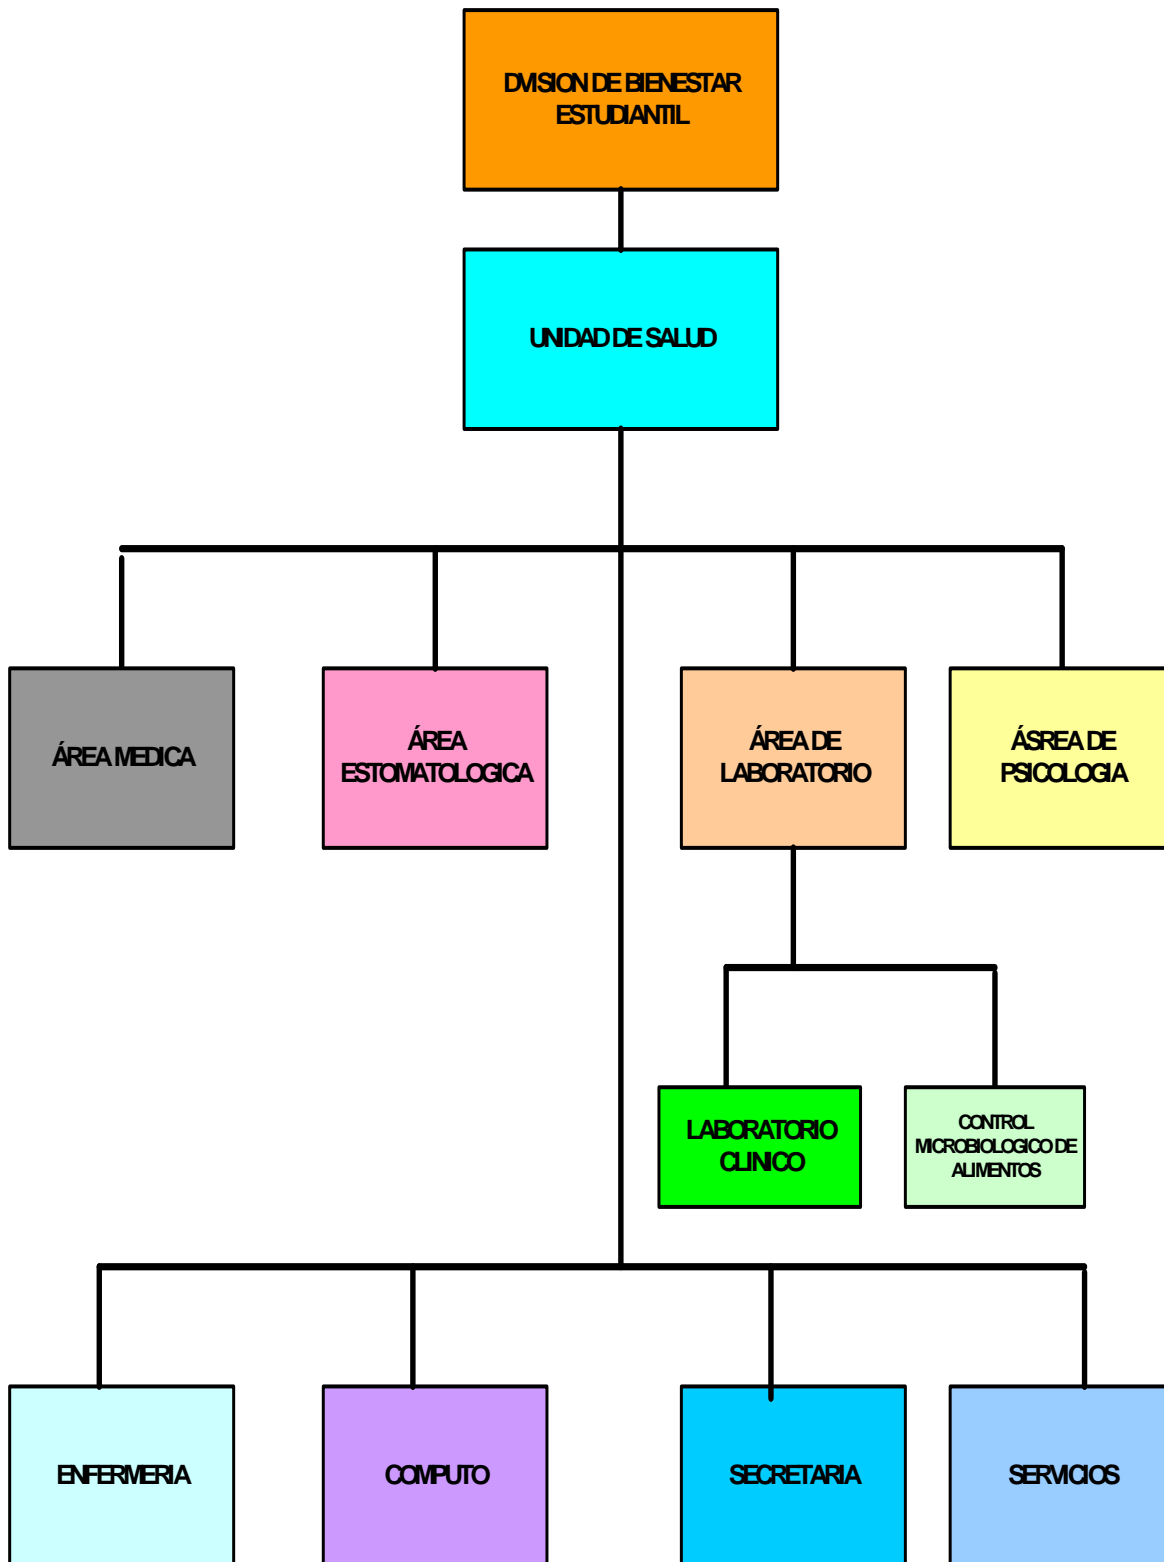 DIVISION DE BIENESTAR
ESTUDIANTIL
UNIDAD DE SALUD
ÁREA MEDICA
ÁREA
ESTOMATOLOGICA
ÁREA DE
LABORATORIO
ÁSREA DE
PSICOLOGIA
LABORATORIO
CLINICO
CONTROL
MICROBIOLOGICO DE
ALIMENTOS
ENFERMERIA
COMPUTO
SECRETARIA
SERVICIOS